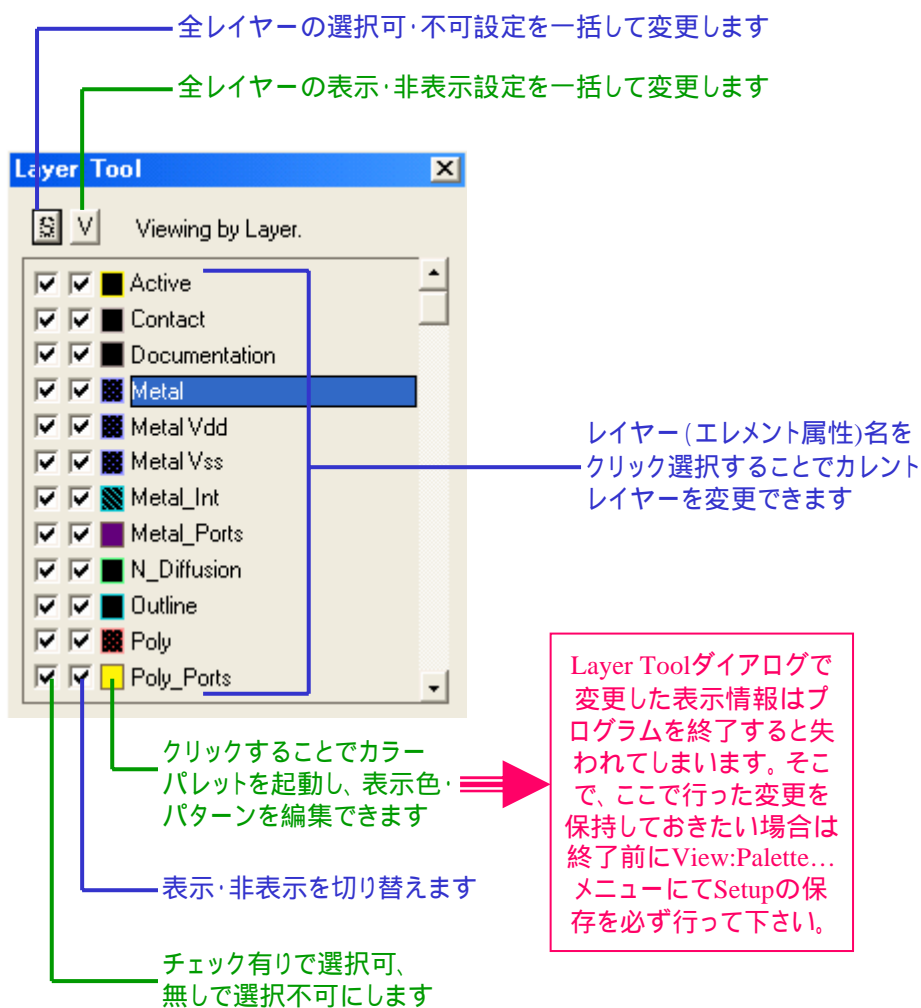 全レイヤーの選択可･不可設定を一括して変更します
全レイヤーの表示･非表示設定を一括して変更します
Layer Tool
S V Viewing by Layer.
Active
Contact
Documentation
Metal
Metal Vdd
Metal Vss
Metal_Int
Metal_Ports
N_Diffusion
Outline
Poly
Poly_Ports
レイヤー(エレメント属性)名を
クリック選択することでカレント
レイヤーを変更できます
クリックすることでカラー
パレットを起動し、表示色･
パターンを編集できます
Layer Toolダイアログで
変更した表示情報はプ
ログラムを終了すると失
われてしまいます。そこ
で、ここで行った変更を
保持しておきたい場合は
終了前にView:Palette…
メニューにてSetupの保
存を必ず行って下さい。
表示･非表示を切り替えます
チェック有りで選択可、
無しで選択不可にします